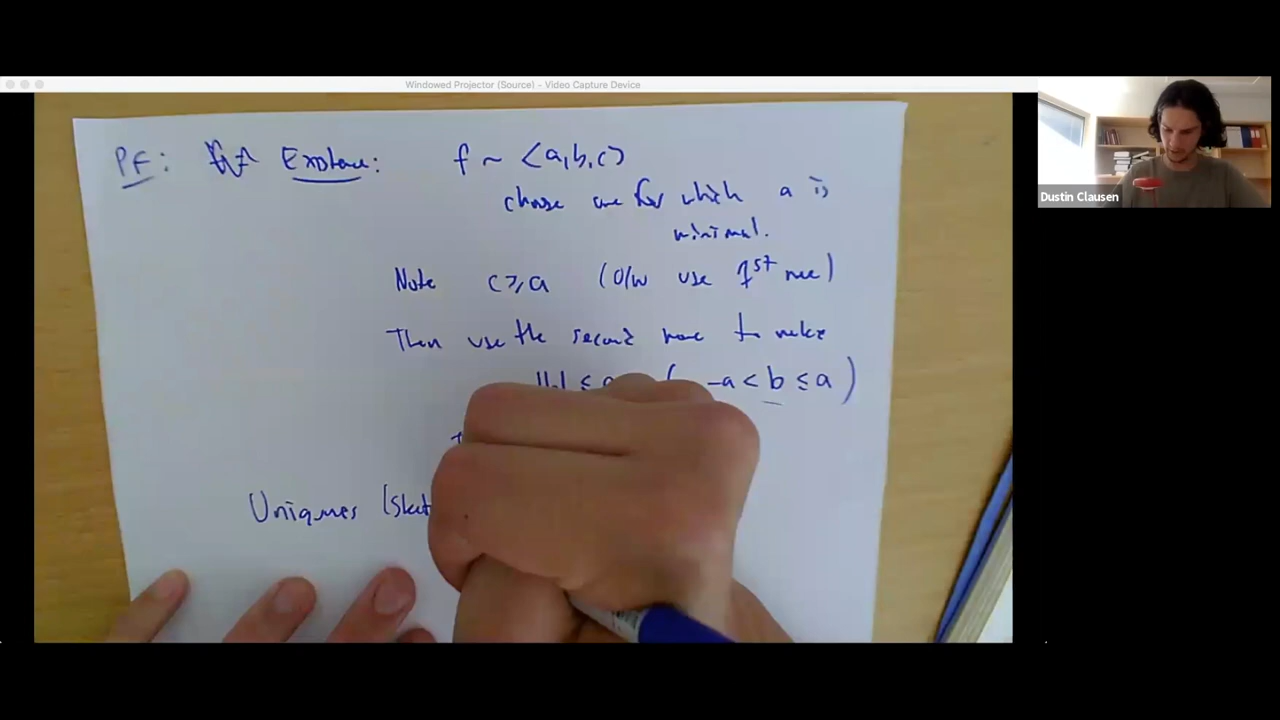 Windowed Projector (Source) - Video Capture Device
Pf: Existence: f ~ <a,b,c>
choose one for which a is
minimal.
Note c ≥ a (O/w use 1st move)
Then use the second move to make
|b| ≤ a ( -a < b ≤ a )
Uniqueness (Sket
Dustin Clausen